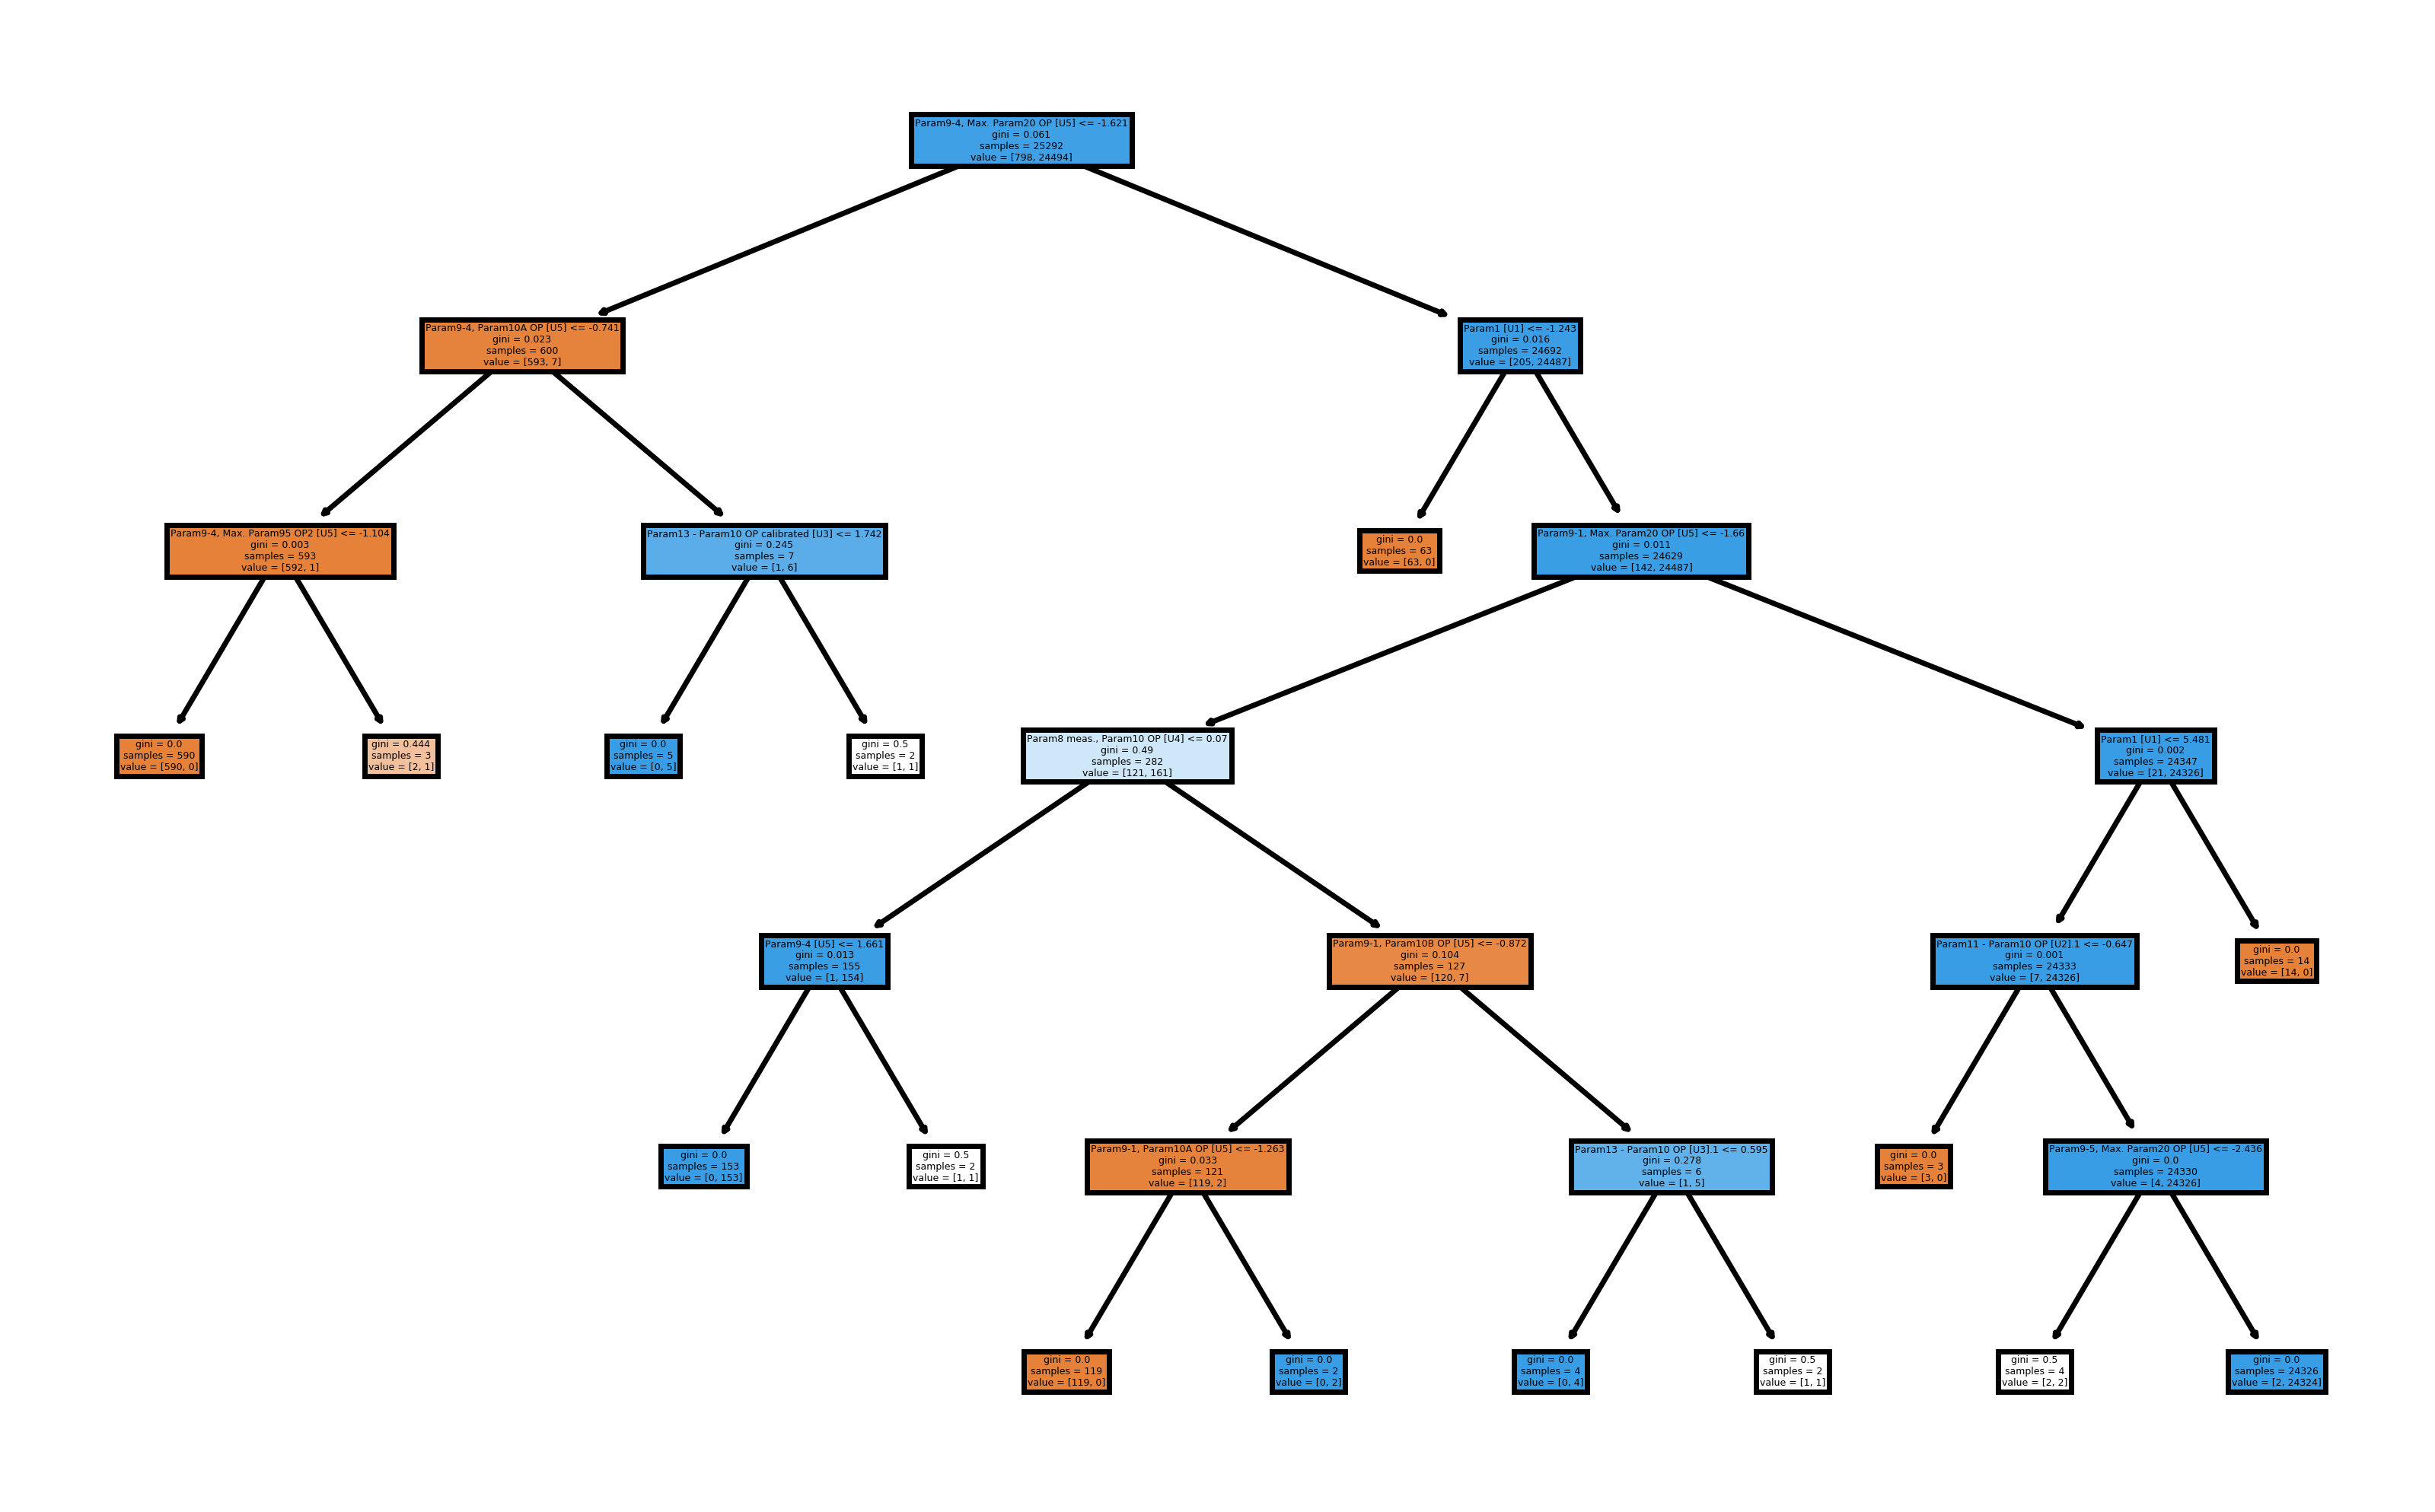 Param9-4, Max. Param20 OP [U5] <= -1.621
gini = 0.061
samples = 25292
value = [798, 24494]
Param9-4, Param10A OP [U5] <= -0.741
gini = 0.023
samples = 600
value = [593, 7]
Param1 [U1] <= -1.243
gini = 0.016
samples = 24692
value = [205, 24487]
Param9-4, Max. Param95 OP2 [U5] <= -1.104
gini = 0.003
samples = 593
value = [592, 1]
Param13 - Param10 OP calibrated [U3] <= 1.742
gini = 0.245
samples = 7
value = [1, 6]
gini = 0.0
samples = 63
value = [63, 0]
Param9-1, Max. Param20 OP [U5] <= -1.66
gini = 0.011
samples = 24629
value = [142, 24487]
gini = 0.0
samples = 590
value = [590, 0]
gini = 0.444
samples = 3
value = [2, 1]
gini = 0.0
samples = 5
value = [0, 5]
gini = 0.5
samples = 2
value = [1, 1]
Param8 meas., Param10 OP [U4] <= 0.07
gini = 0.49
samples = 282
value = [121, 161]
Param1 [U1] <= 5.481
gini = 0.002
samples = 24347
value = [21, 24326]
Param9-4 [U5] <= 1.661
gini = 0.013
samples = 155
value = [1, 154]
Param9-1, Param10B OP [U5] <= -0.872
gini = 0.104
samples = 127
value = [120, 7]
Param11 - Param10 [U2].1 <= -0.647
gini = 0.001
samples = 24333
value = [7, 24326]
gini = 0.0
samples = 14
value = [14, 0]
gini = 0.0
samples = 153
value = [0, 153]
gini = 0.5
samples = 2
value = [1, 1]
Param9-1, Param10A OP [U5] <= -1.263
gini = 0.033
samples = 121
value = [119, 2]
Param13 - Param10 OP [U3].1 <= 0.595
gini = 0.278
samples = 6
value = [1, 5]
gini = 0.0
samples = 3
value = [3, 0]
Param9-5, Max. Param20 OP [U5] <= -2.436
gini = 0.0
samples = 24330
value = [4, 24326]
gini = 0.0
samples = 119
value = [119, 0]
gini = 0.0
samples = 2
value = [0, 2]
gini = 0.0
samples = 4
value = [0, 4]
gini = 0.5
samples = 2
value = [1, 1]
gini = 0.5
samples = 4
value = [2, 2]
gini = 0.0
samples = 24326
value = [2, 24324]